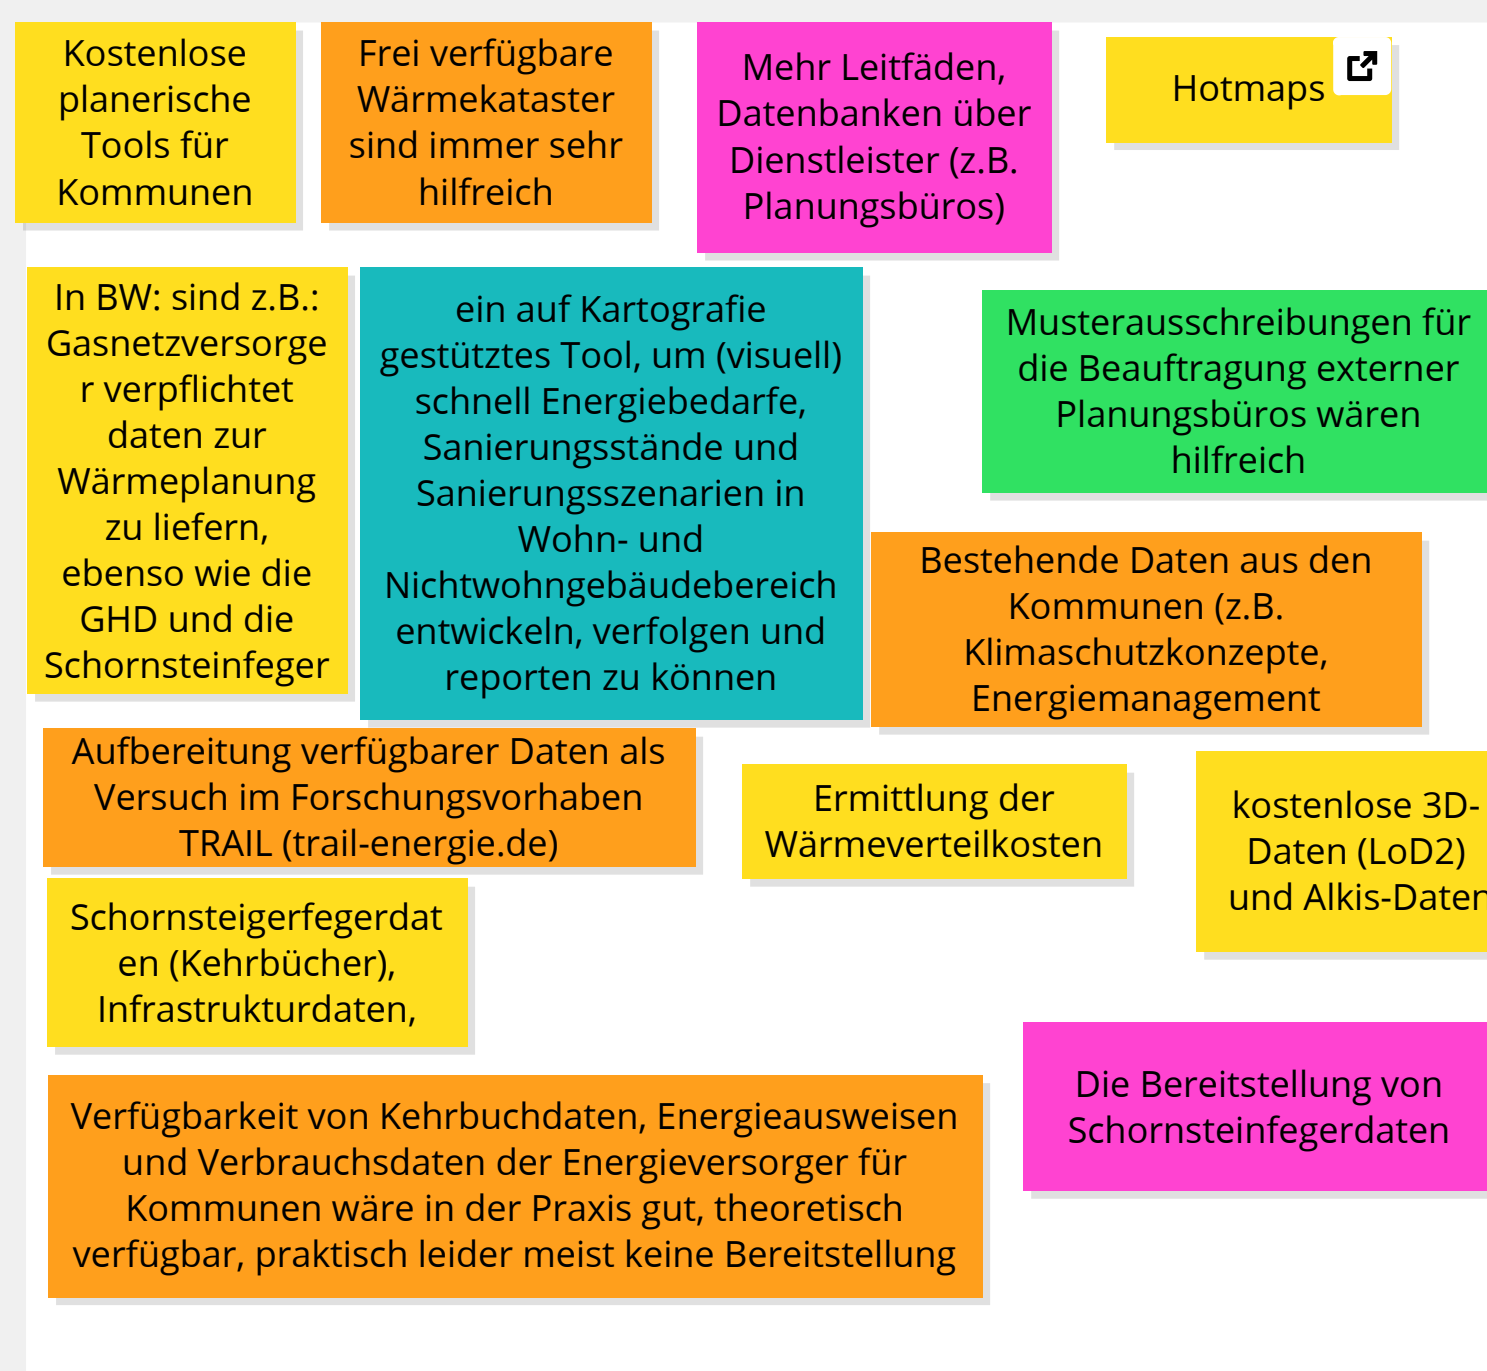 Kostenlose
planerische
Tools für
Kommunen
Frei verfügbare
Wärmekataster
sind immer sehr
hilfreich
Mehr Leitfäden,
Datenbanken über
Dienstleister (z.B.
Planungsbüros)
Hotmaps
In BW: sind z.B.:
Gasnetzversorge
r verpflichtet
daten zur
Wärmeplanung
zu liefern,
ebenso wie die
GHD und die
Schornsteinfeger
ein auf Kartografie
gestütztes Tool, um (visuell)
schnell Energiebedarfe,
Sanierungsstände und
Sanierungsszenarien in
Wohn- und
Nichtwohngebäudebereich
entwickeln, verfolgen und
reporten zu können
Musterausschreibungen für
die Beauftragung externer
Planungsbüros wären
hilfreich
Bestehende Daten aus den
Kommunen (z.B.
Klimaschutzkonzepte,
Energiemanagement
Aufbereitung verfügbarer Daten als
Versuch im Forschungsvorhaben
TRAIL (trail-energie.de)
Ermittlung der
Wärmeverteilkosten
kostenlose 3D-
Daten (LoD2)
und Alkis-Daten
Schornsteigerfegerdat
en (Kehrbücher),
Infrastrukturdaten,
Die Bereitstellung von
Schornsteinfegerdaten
Verfügbarkeit von Kehrbuchdaten, Energieausweisen
und Verbrauchsdaten der Energieversorger für
Kommunen wäre in der Praxis gut, theoretisch
verfügbar, praktisch leider meist keine Bereitstellung